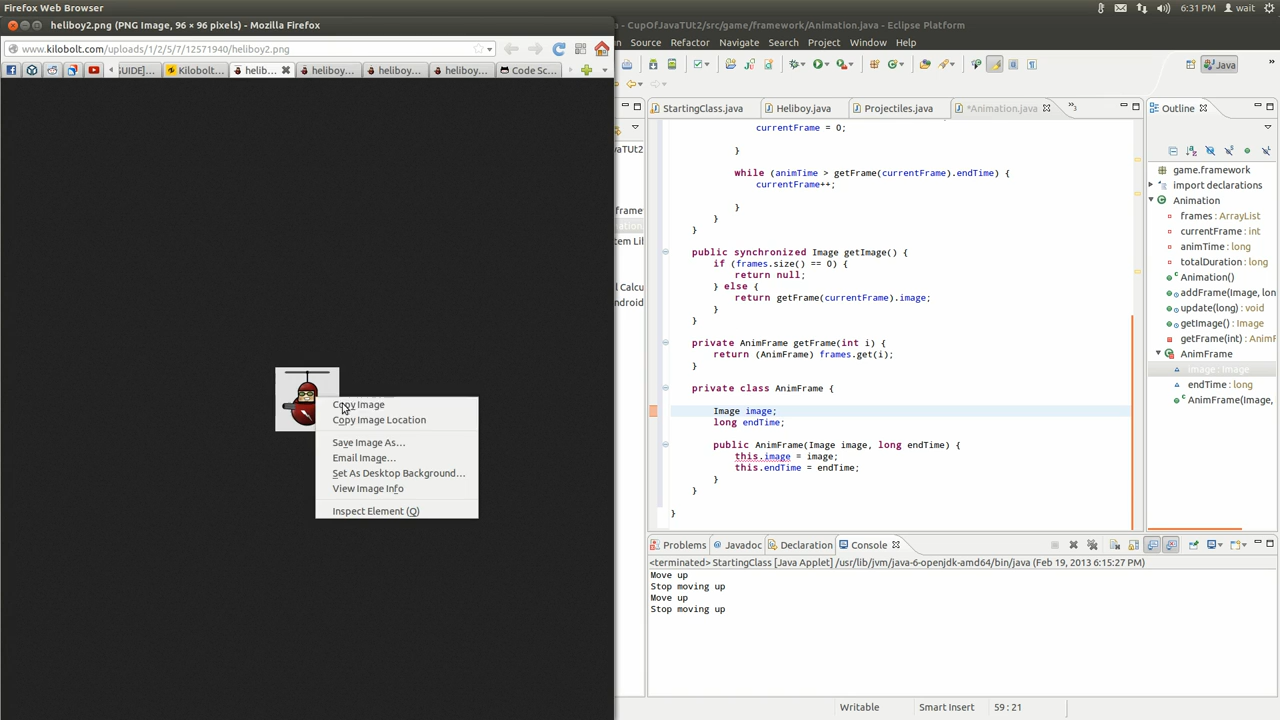 Firefox Web Browser
6:31 PM wait
heliboy2.png (PNG Image, 96 × 96 pixels) - Mozilla Firefox
- CupOfJavaTUt2/src/game/framework/Animation.java - Eclipse Platform
www.kilobolt.com/uploads/1/2/5/7/12571940/heliboy2.png
Source Refactor Navigate Search Project Window Help
GUIDE]... Kilobolt... helib... heliboy... heliboy... heliboy... Code Sc...
Java
StartingClass.java Heliboy.java Projectiles.java *Animation.java 3
Outline
currentFrame = 0;
}
while (animTime > getFrame(currentFrame).endTime) {
currentFrame++;
}
}
}
public synchronized Image getImage() {
if (frames.size() == 0) {
return null;
} else {
return getFrame(currentFrame).image;
}
}
private AnimFrame getFrame(int i) {
return (AnimFrame) frames.get(i);
}
private class AnimFrame {
Image image;
long endTime;
public AnimFrame(Image image, long endTime) {
this.image = image;
this.endTime = endTime;
}
}
}
game.framework
import declarations
Animation
frames : ArrayList
currentFrame : int
animTime : long
totalDuration : long
Animation()
addFrame(Image, lon
update(long) : void
getImage() : Image
getFrame(int) : AnimF
AnimFrame
image : Image
endTime : long
AnimFrame(Image,
Copy Image
Copy Image Location
Save Image As...
Email Image...
Set As Desktop Background...
View Image Info
Inspect Element (Q)
Problems Javadoc Declaration Console
<terminated> StartingClass [Java Applet] /usr/lib/jvm/java-6-openjdk-amd64/bin/java (Feb 19, 2013 6:15:27 PM)
Move up
Stop moving up
Move up
Stop moving up
Writable Smart Insert 59 : 21